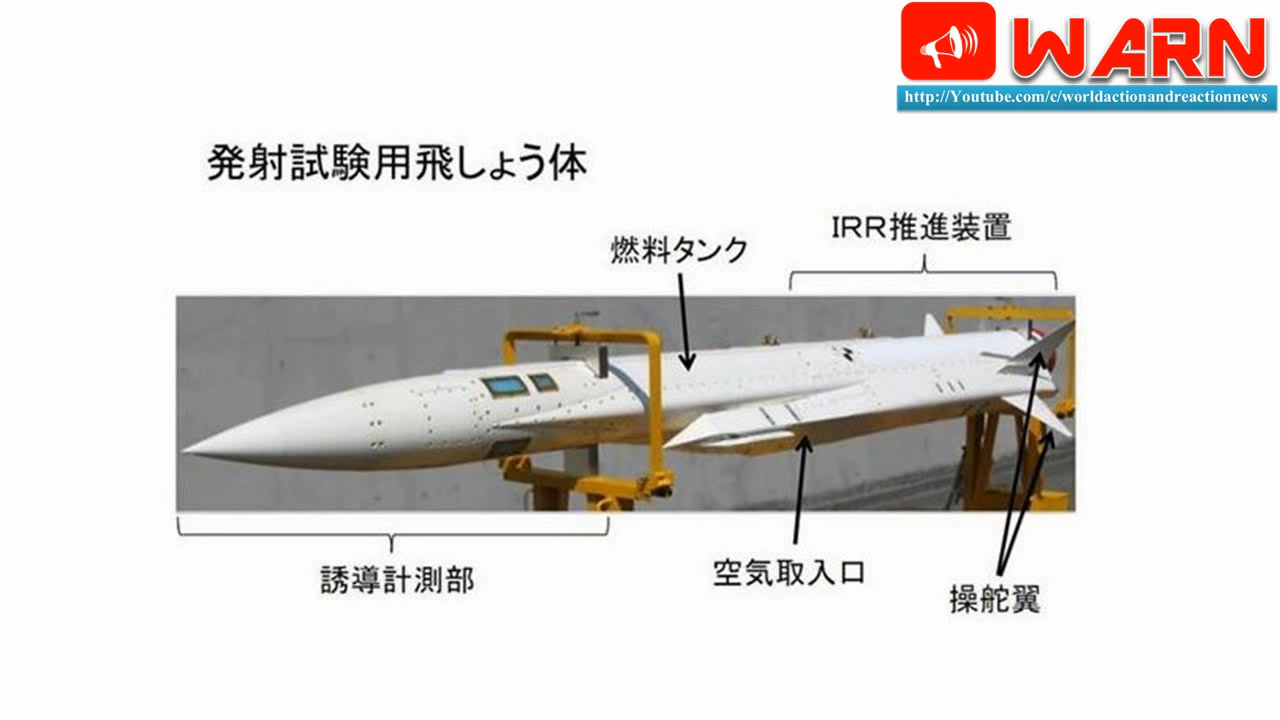 WARN
http://Youtube.com/c/worldactionandreactionnews
発射試験用飛しょう体
IRR推進装置
燃料タンク
誘導計測部
空気取入口
操舵翼